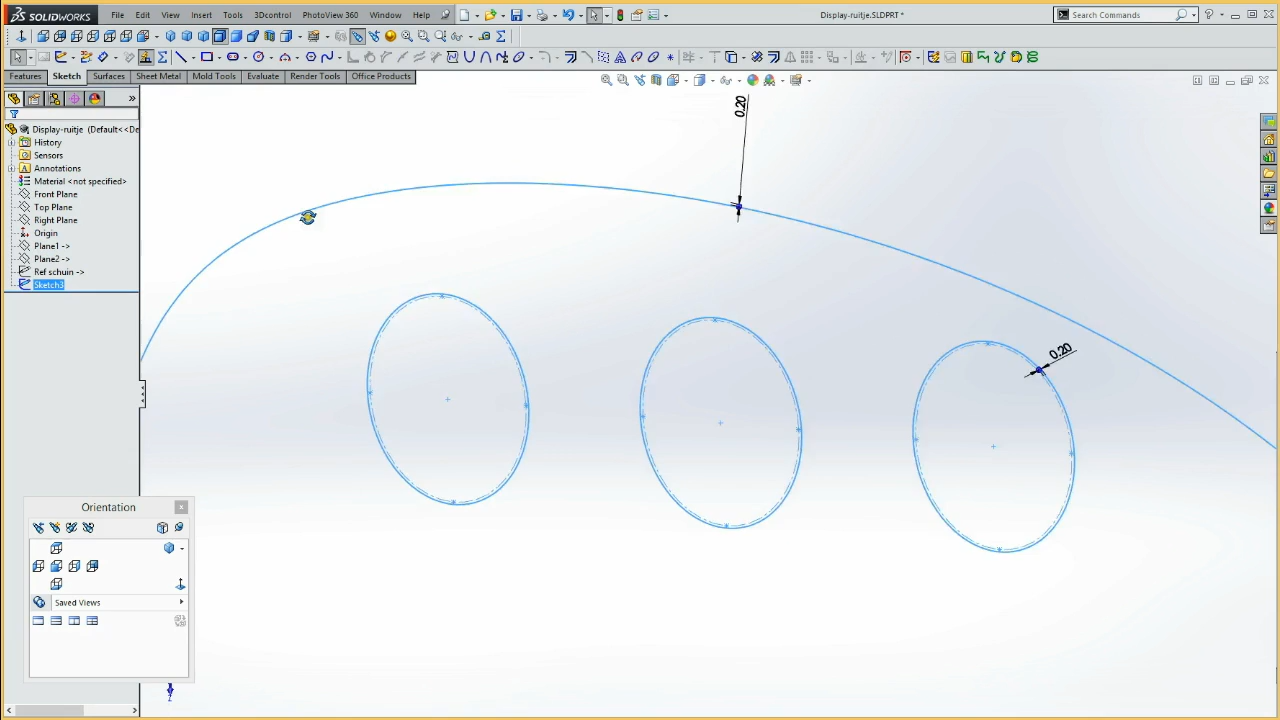 SOLIDWORKS
File Edit View Insert Tools 3Dcontrol PhotoView 360 Window Help
Display-ruitje.SLDPRT *
Search Commands
Features Sketch Surfaces Sheet Metal Mold Tools Evaluate Render Tools Office Products
Display-ruitje (Default<<De
History
Sensors
Annotations
Material <not specified>
Front Plane
Top Plane
Right Plane
Origin
Plane1 ->
Plane2 ->
Ref schuin ->
Sketch3
0.20
0.20
Orientation
Saved Views